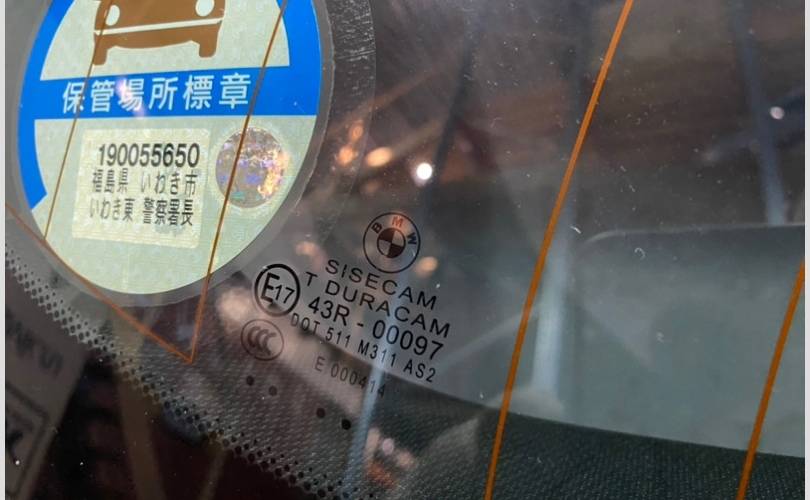 保管場所標章
190055650
福島県 いわき市
いわき東 警察署長
BMW
SISECAM
T DURACAM
E17 43R - 00097
CCC DOT 511 M311 AS2
E 000414